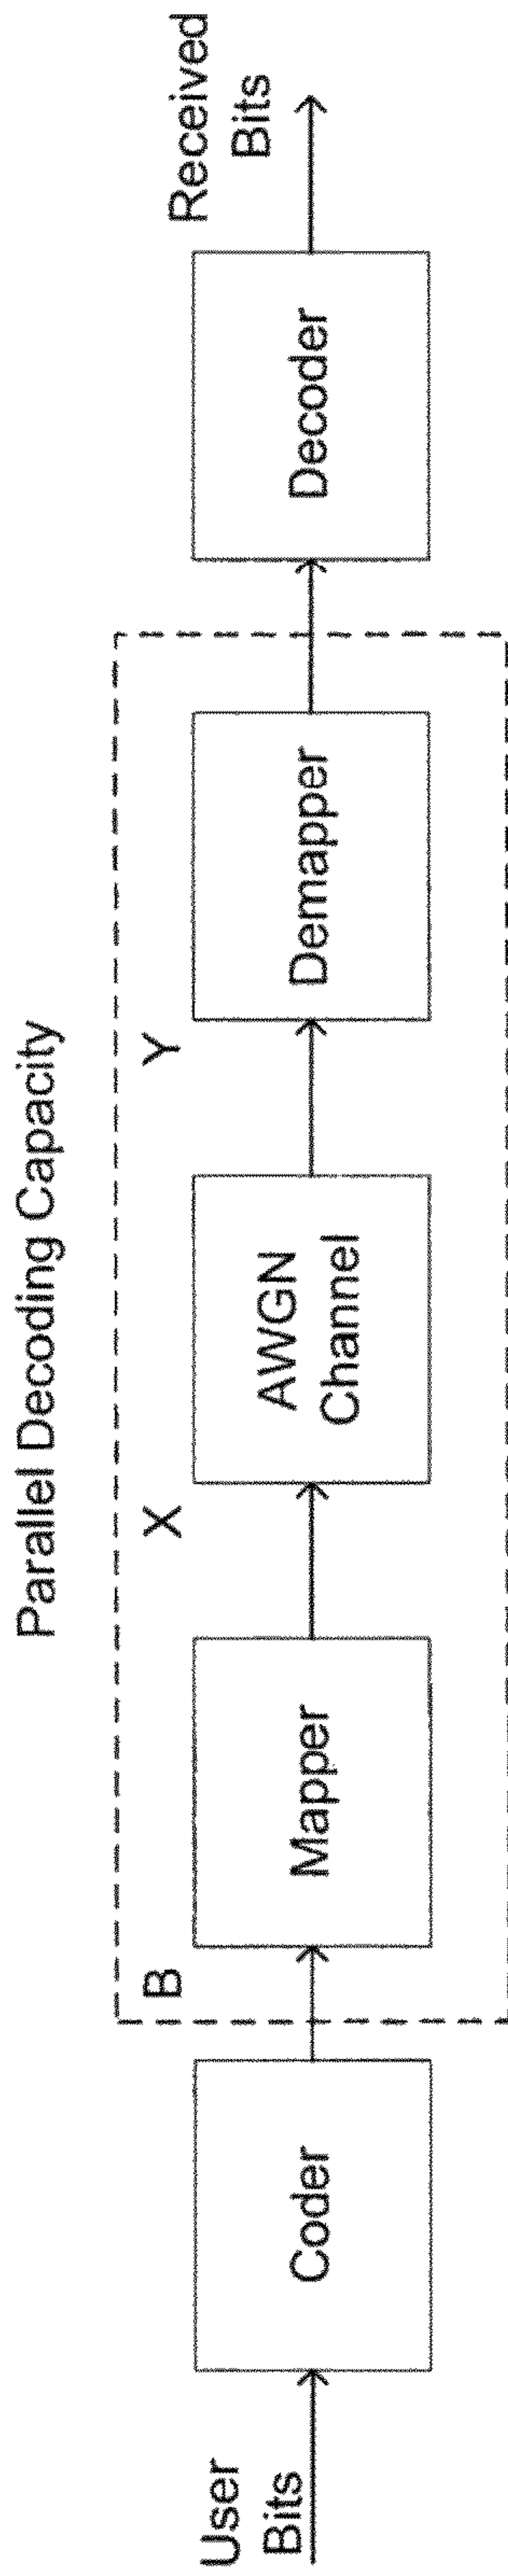 Parallel Decoding Capacity
User
Bits
Coder
B
Mapper
X
AWGN
Channel
Y
Demapper
Decoder
Received
Bits